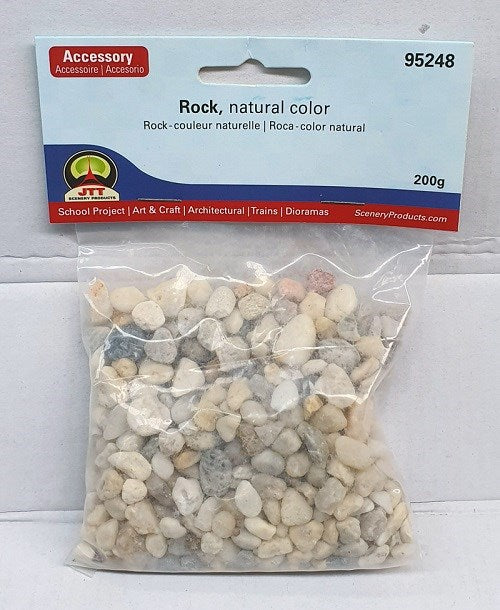 Accessory
Accessoire | Accesorio
95248
Rock, natural color
Rock-couleur naturelle | Roca-color natural
200g
JTT
SCENERY PRODUCTS
School Project | Art & Craft | Architectural | Trains | Dioramas
SceneryProducts.com